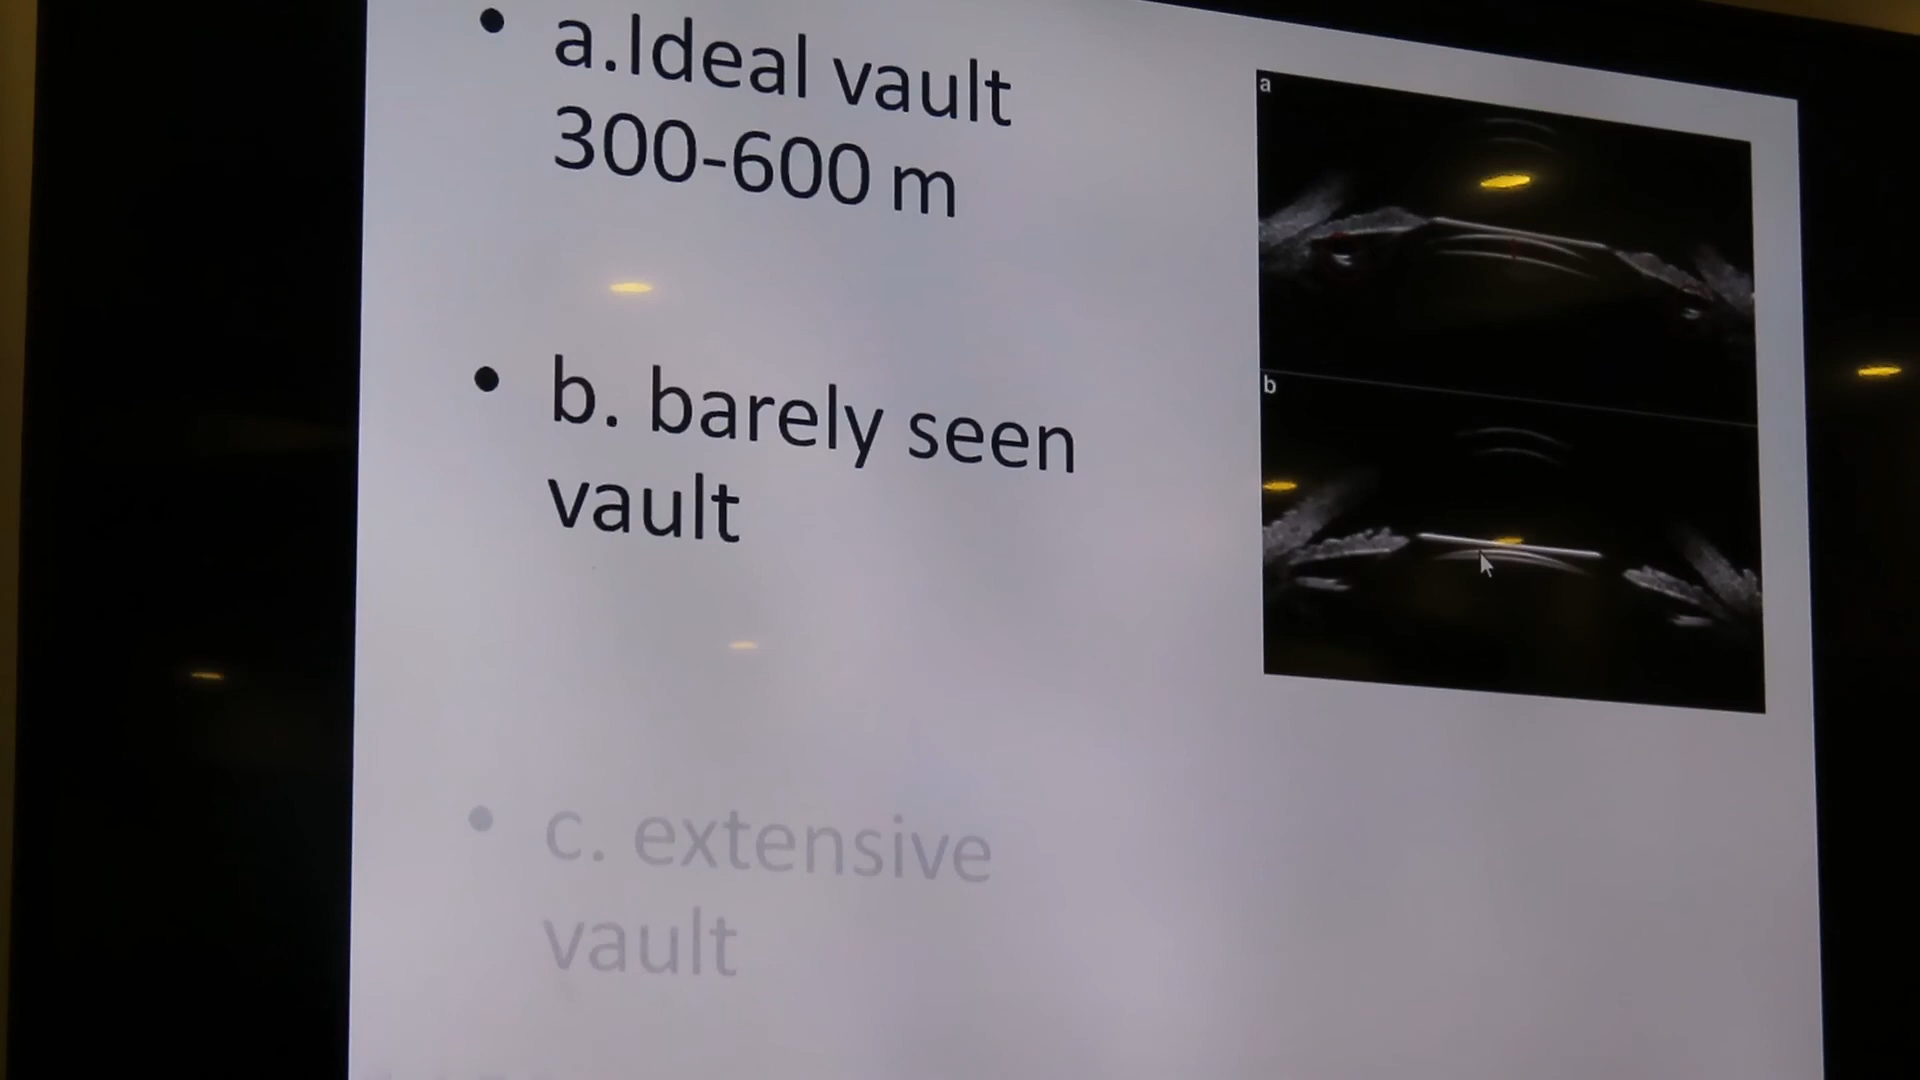 • a.Ideal vault
300-600 m
• b. barely seen
vault
• c. extensive
vault
a
b